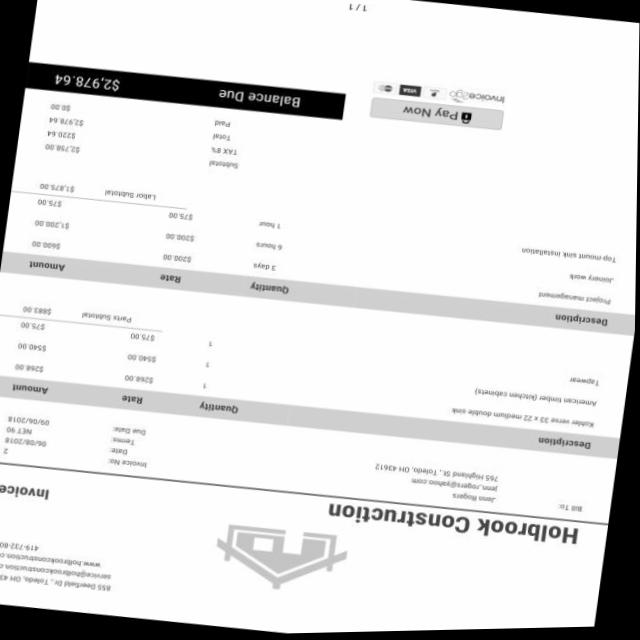 855 Deerfield Dr., Toledo, OH 43
service@holbrookconstruction.c
www.holbrookconstruction.c
419-732-80
Holbrook Construction
Invoice
Bill To:
Jenn Rogers
jenn_rogers@yahoo.com
765 Highland St., Toledo, OH 43612
Invoice No: 2
Date: 06/08/2018
Terms: NET 90
Due Date: 09/06/2018
Description Quantity Rate Amount
Kohler verse 33 x 22 medium double sink 1 $268.00 $268.00
American timber (kitchen cabinets) 1 $540.00 $540.00
Tapwear 1 $75.00 $75.00
Parts Subtotal $883.00
Description Quantity Rate Amount
Project management 3 days $200.00 $600.00
Joinery work 6 hours $200.00 $1,200.00
Top mount sink installation 1 hour $75.00 $75.00
Labor Subtotal $1,875.00
Subtotal $2,758.00
TAX 8% $220.64
Total $2,978.64
Paid $0.00
Pay Now
Balance Due $2,978.64
Invoice2go
VISA
1 / 1